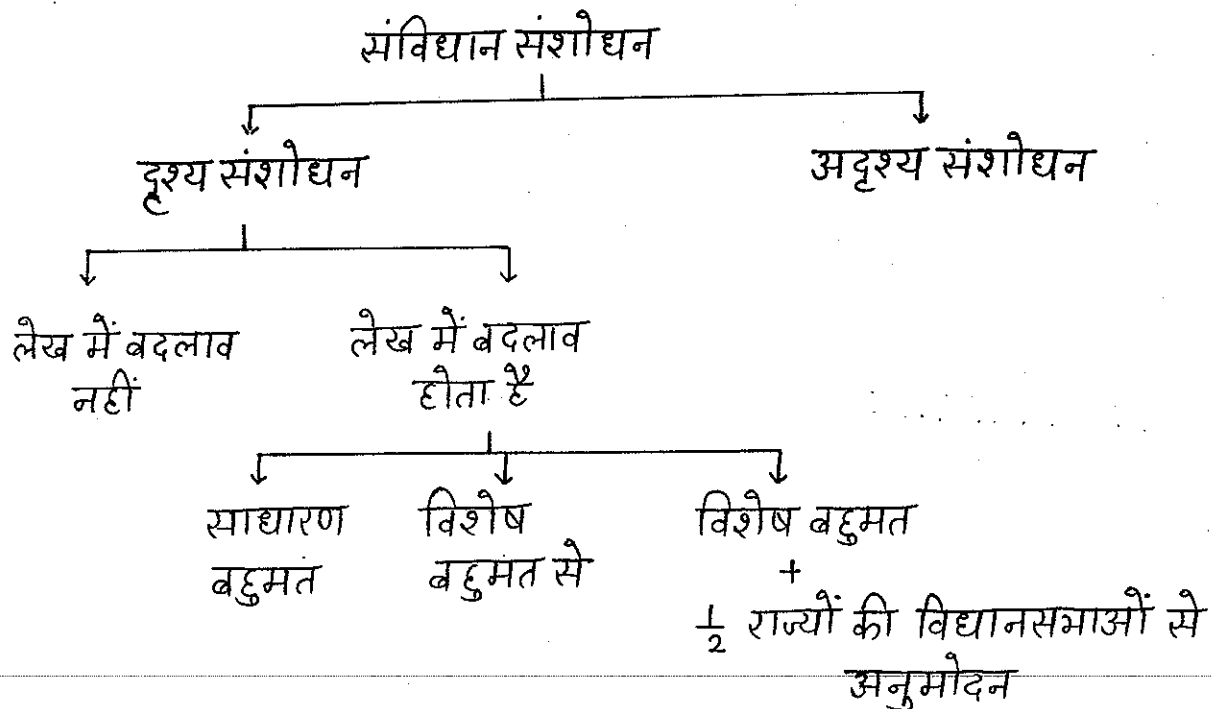 संविधान संशोधन
दृश्य संशोधन
अदृश्य संशोधन
लेख में बदलाव
नहीं
लेख में बदलाव
होता है
साधारण
बहुमत
विशेष
बहुमत से
विशेष बहुमत
+
1/2 राज्यों की विधानसभाओं से
अनुमोदन